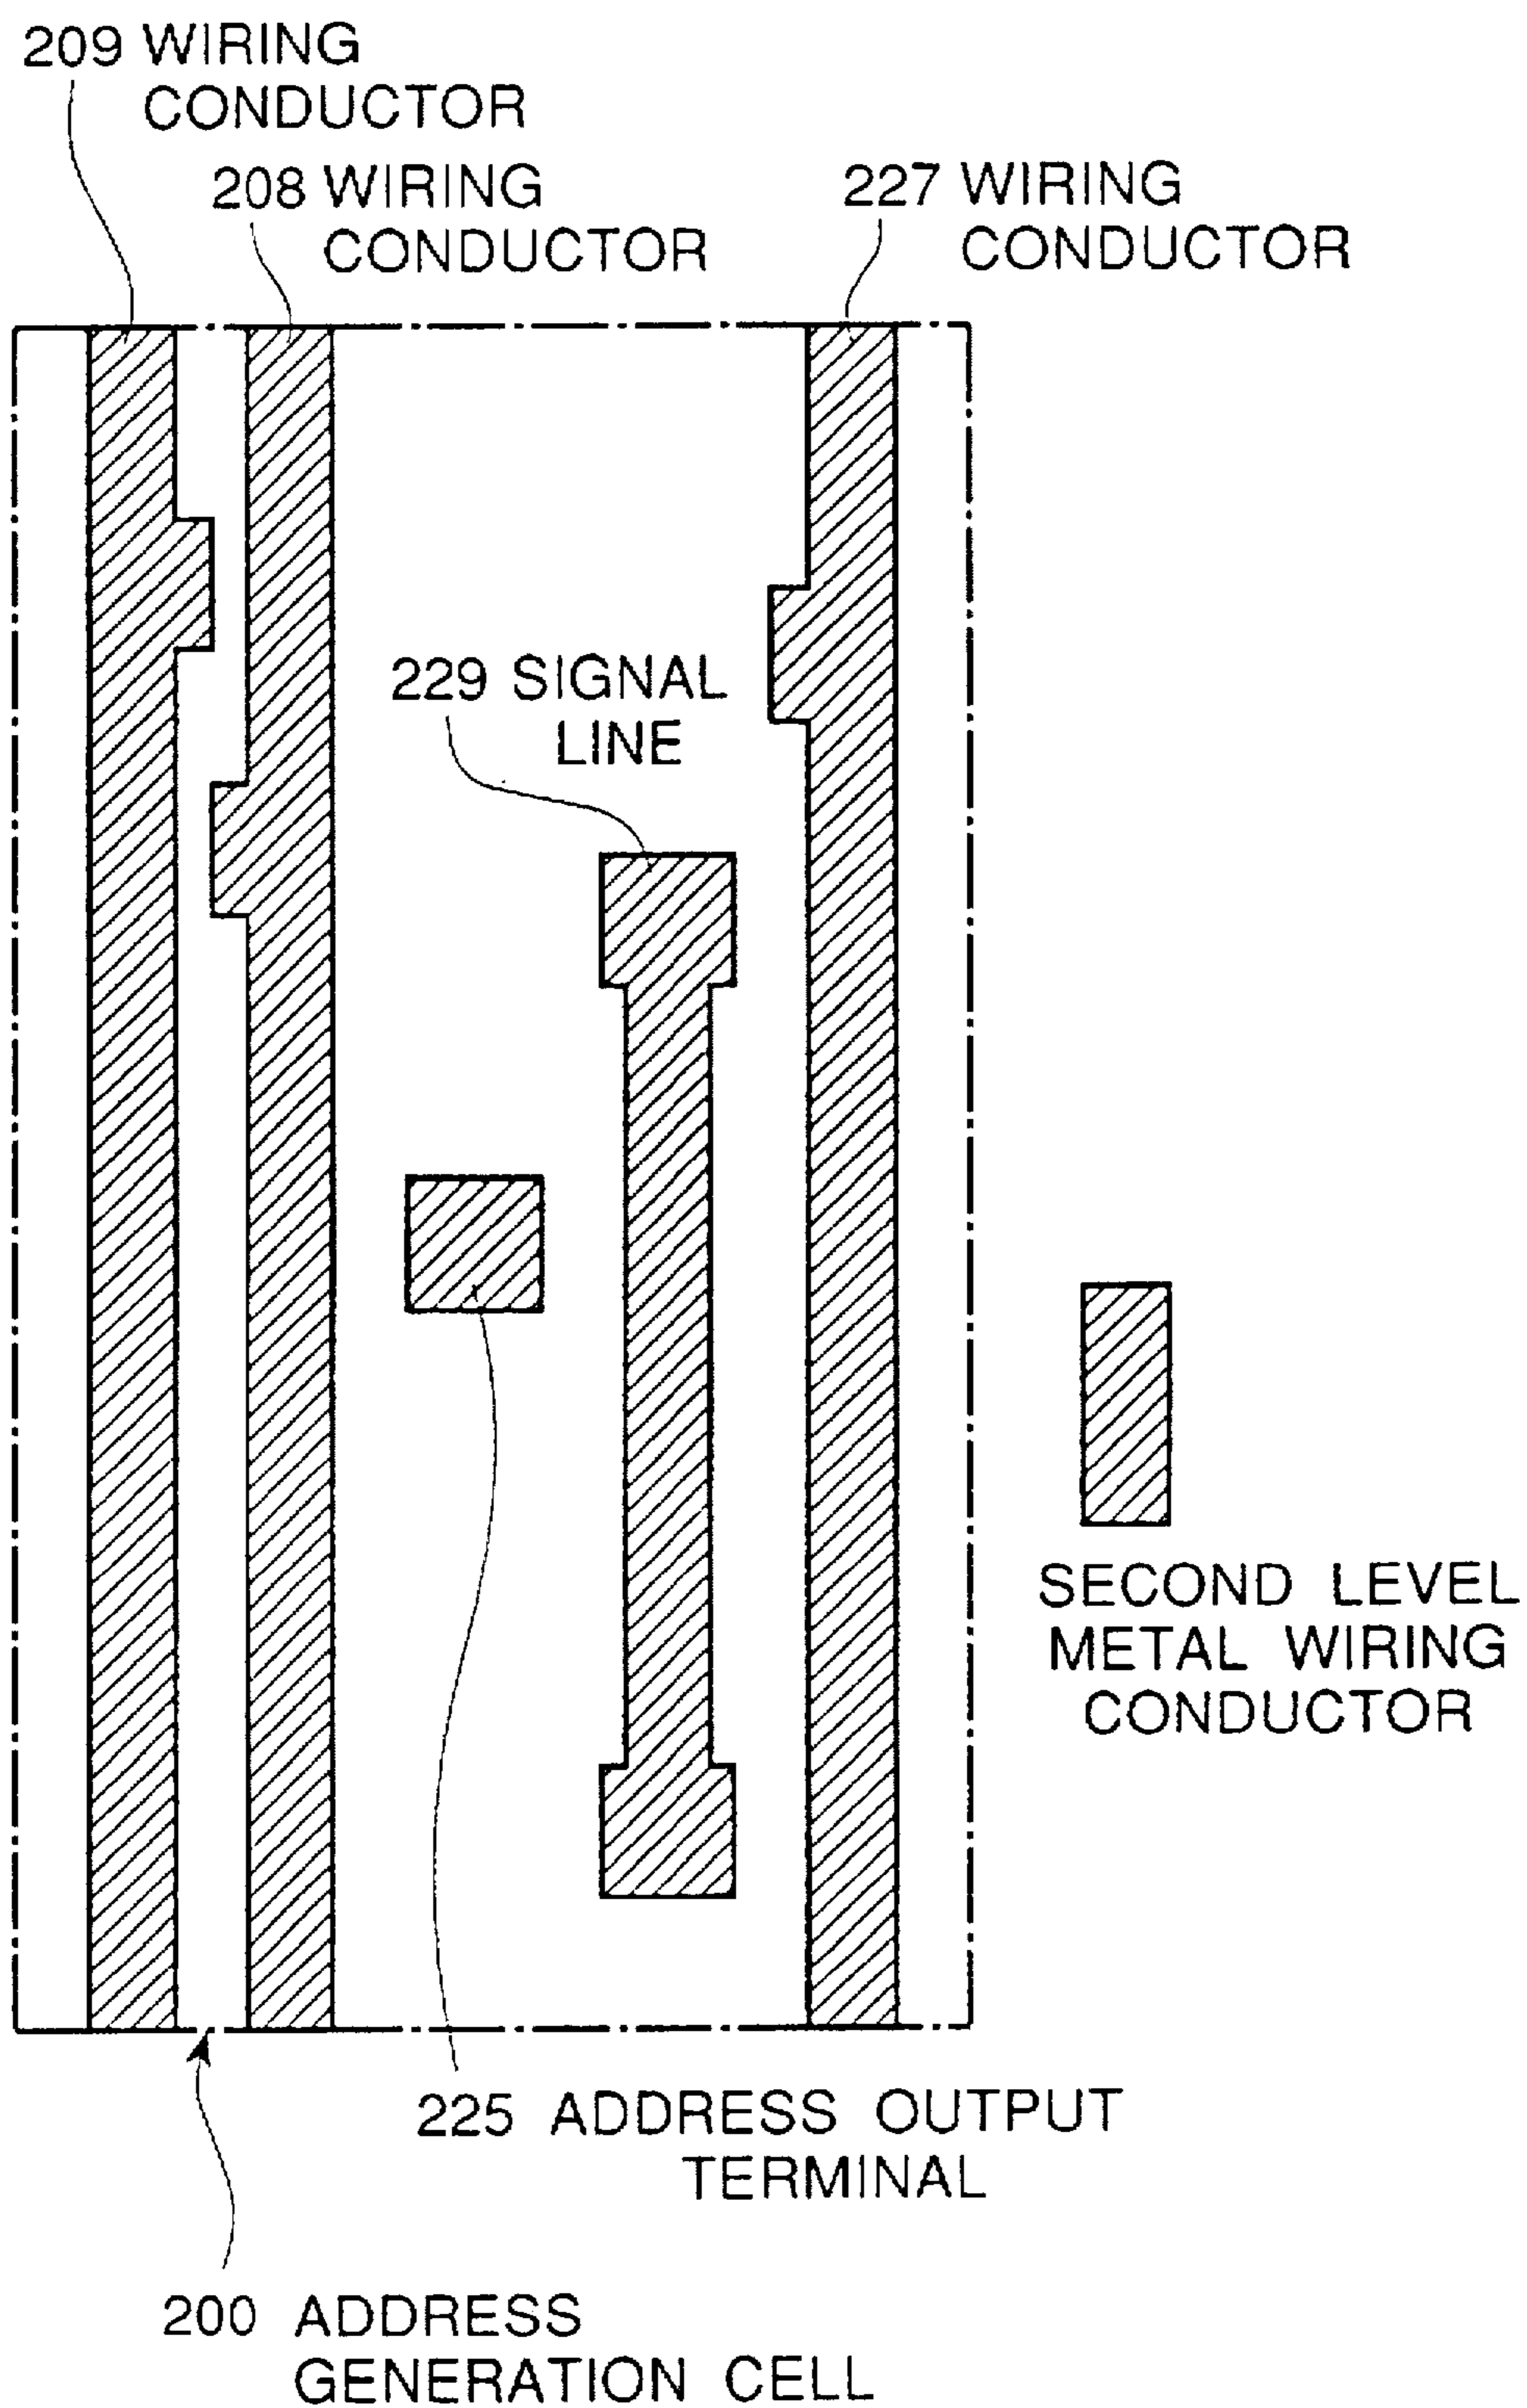 209 WIRING
CONDUCTOR
208 WIRING
CONDUCTOR
227 WIRING
CONDUCTOR
229 SIGNAL
LINE
SECOND LEVEL
METAL WIRING
CONDUCTOR
225 ADDRESS OUTPUT
TERMINAL
200 ADDRESS
GENERATION CELL